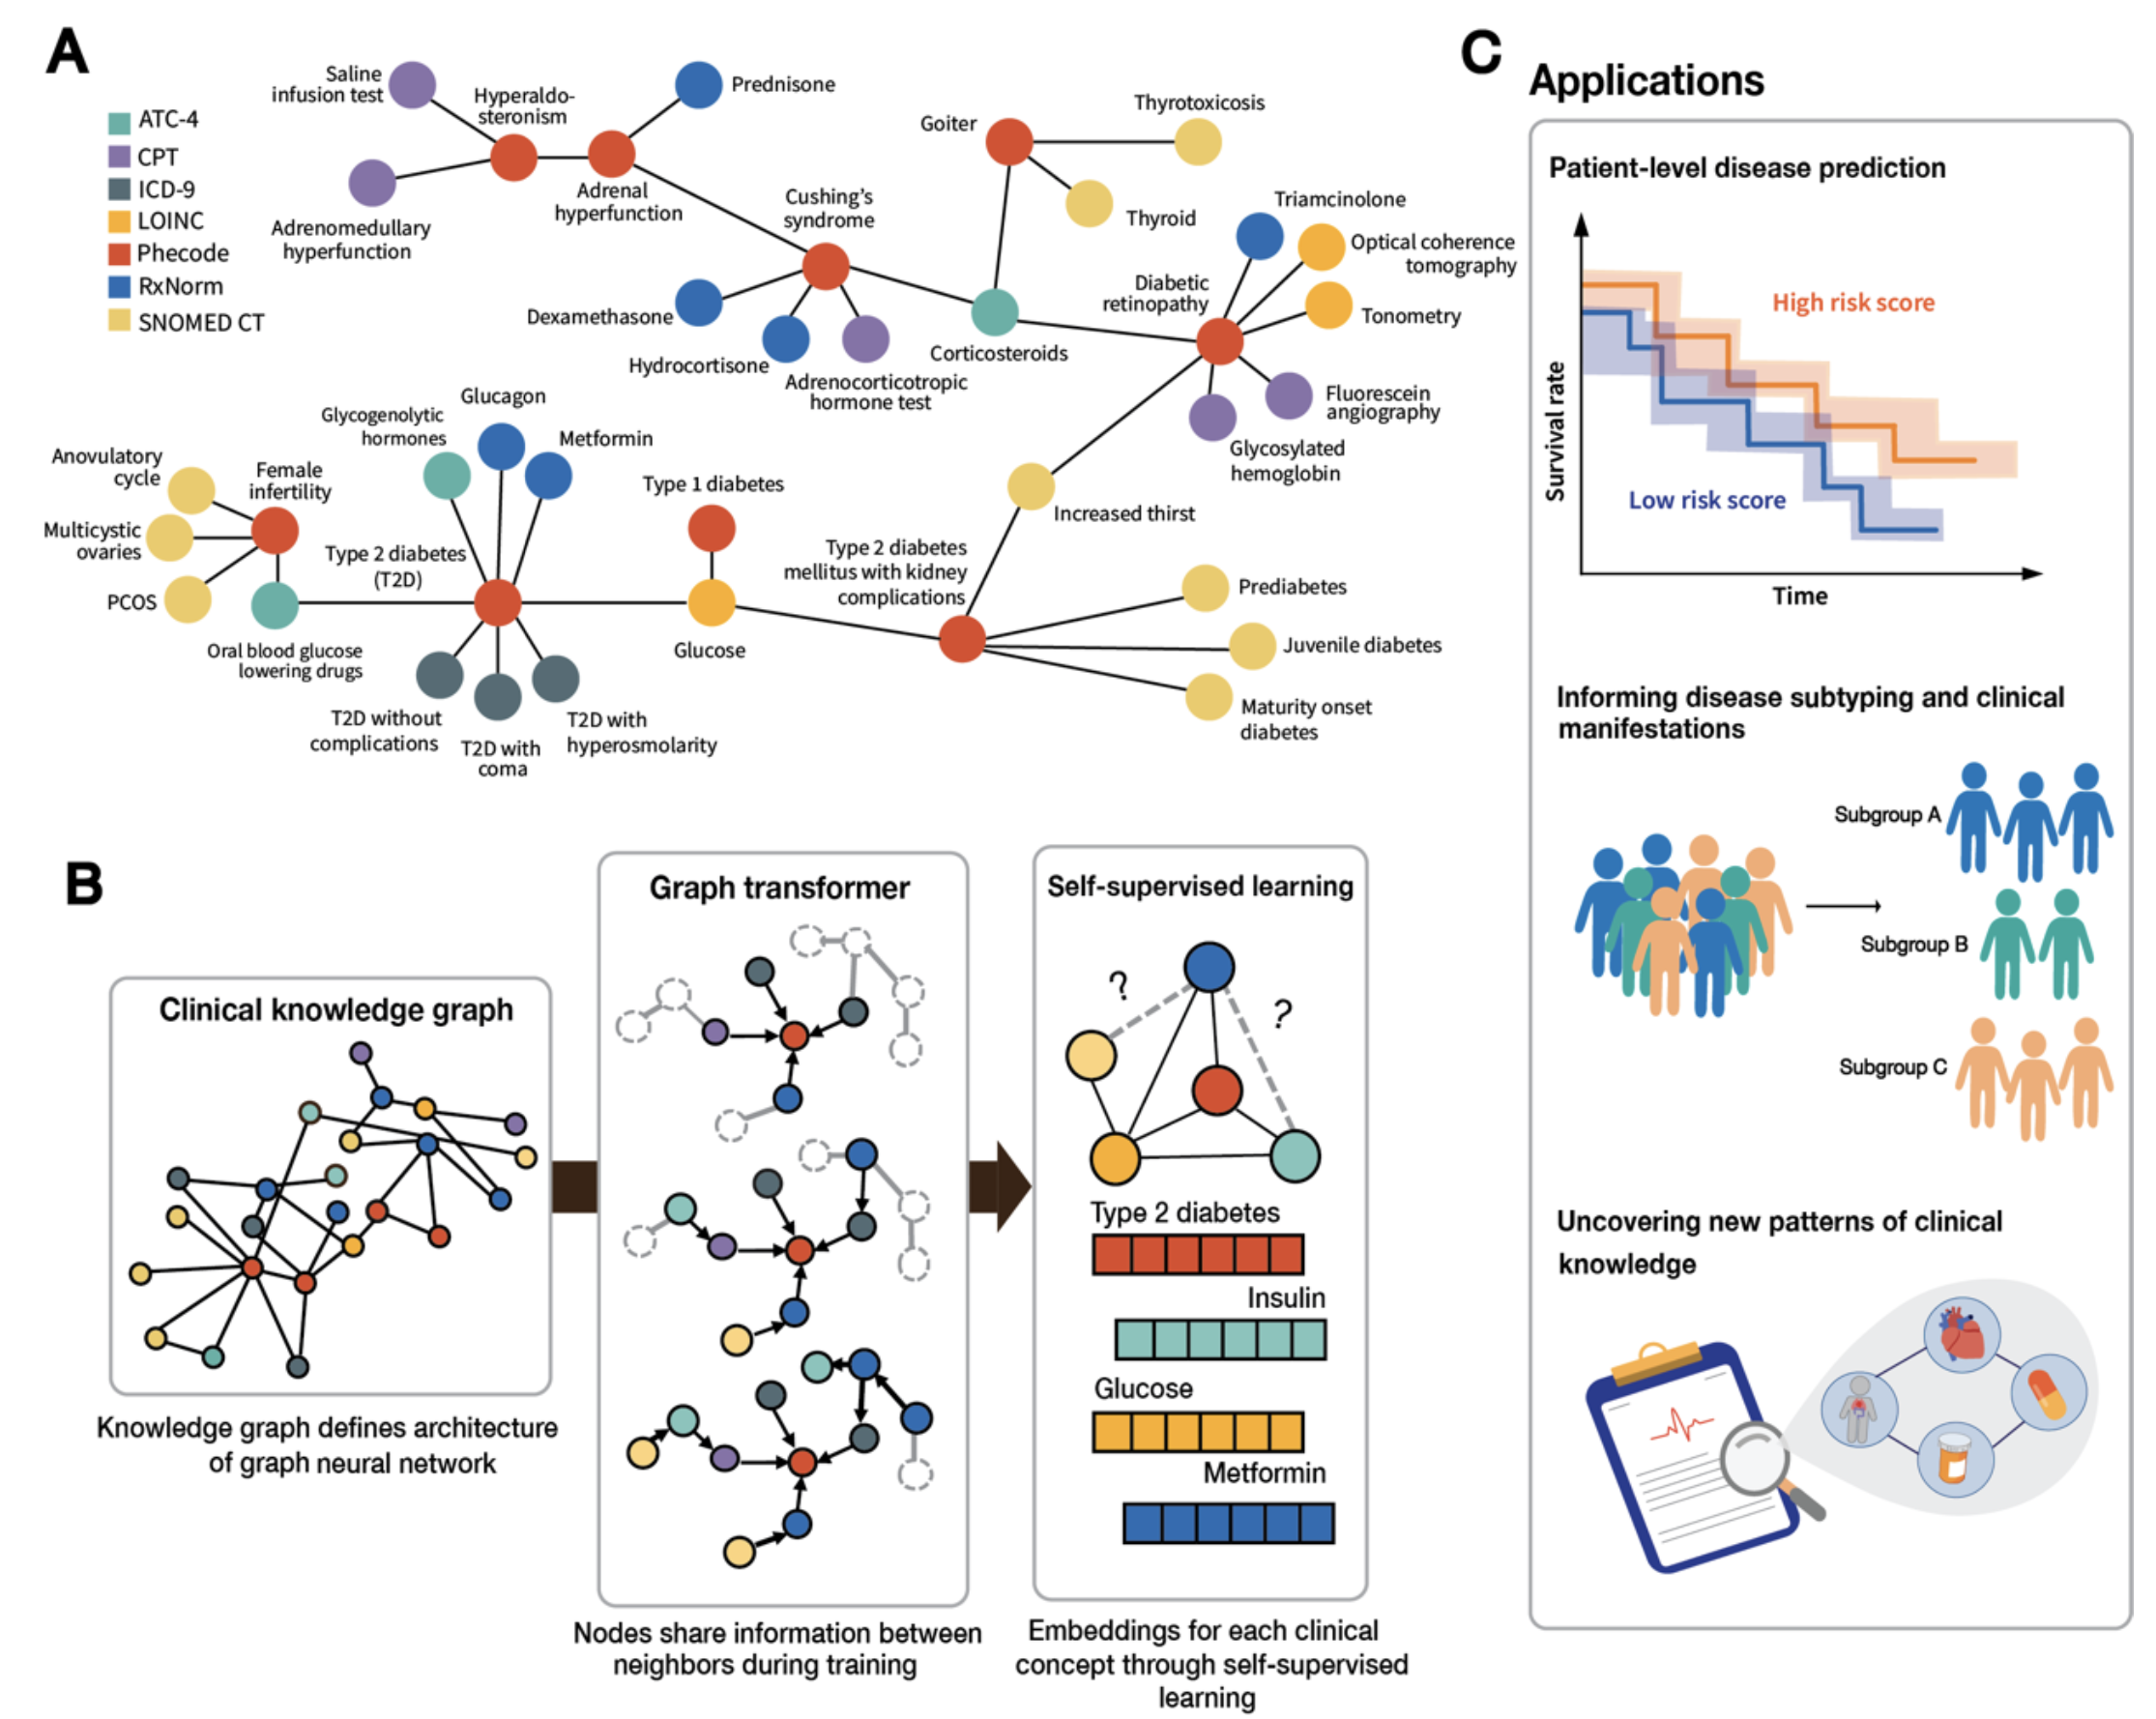 A
ATC-4
CPT
ICD-9
LOINC
Phecode
RxNorm
SNOMED CT
Saline
infusion test
Hyperaldo-
steronism
Prednisone
Adrenomedullary
hyperfunction
Adrenal
hyperfunction
Cushing's
syndrome
Goiter
Thyrotoxicosis
Thyroid
Triamcinolone
Optical coherence
tomography
Diabetic
retinopathy
Tonometry
Dexamethasone
Hydrocortisone
Adrenocorticotropic
hormone test
Corticosteroids
Fluorescein
angiography
Glycosylated
hemoglobin
Glucagon
Glycogenolytic
hormones
Metformin
Anovulatory
cycle
Female
infertility
Multicystic
ovaries
PCOS
Type 2 diabetes
(T2D)
Type 1 diabetes
Increased thirst
Type 2 diabetes
mellitus with kidney
complications
Oral blood glucose
lowering drugs
Glucose
Prediabetes
Juvenile diabetes
Maturity onset
diabetes
T2D without
complications
T2D with
coma
T2D with
hyperosmolarity
B
Clinical knowledge graph
Knowledge graph defines architecture
of graph neural network
Graph transformer
Nodes share information between
neighbors during training
Self-supervised learning
?
?
Type 2 diabetes
Insulin
Glucose
Metformin
Embeddings for each clinical
concept through self-supervised
learning
C
Applications
Patient-level disease prediction
High risk score
Low risk score
Survival rate
Time
Informing disease subtyping and clinical
manifestations
Subgroup A
Subgroup B
Subgroup C
Uncovering new patterns of clinical
knowledge